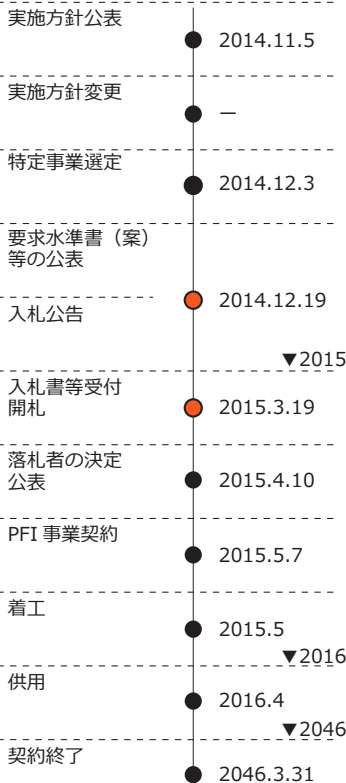 実施方針公表
2014.11.5
実施方針変更
—
特定事業選定
2014.12.3
要求水準書（案）
等の公表
2014.12.19
入札公告
▼2015
入札書等受付
開札
2015.3.19
落札者の決定
公表
2015.4.10
PFI 事業契約
2015.5.7
着工
2015.5
▼2016
供用
2016.4
▼2046
契約終了
2046.3.31